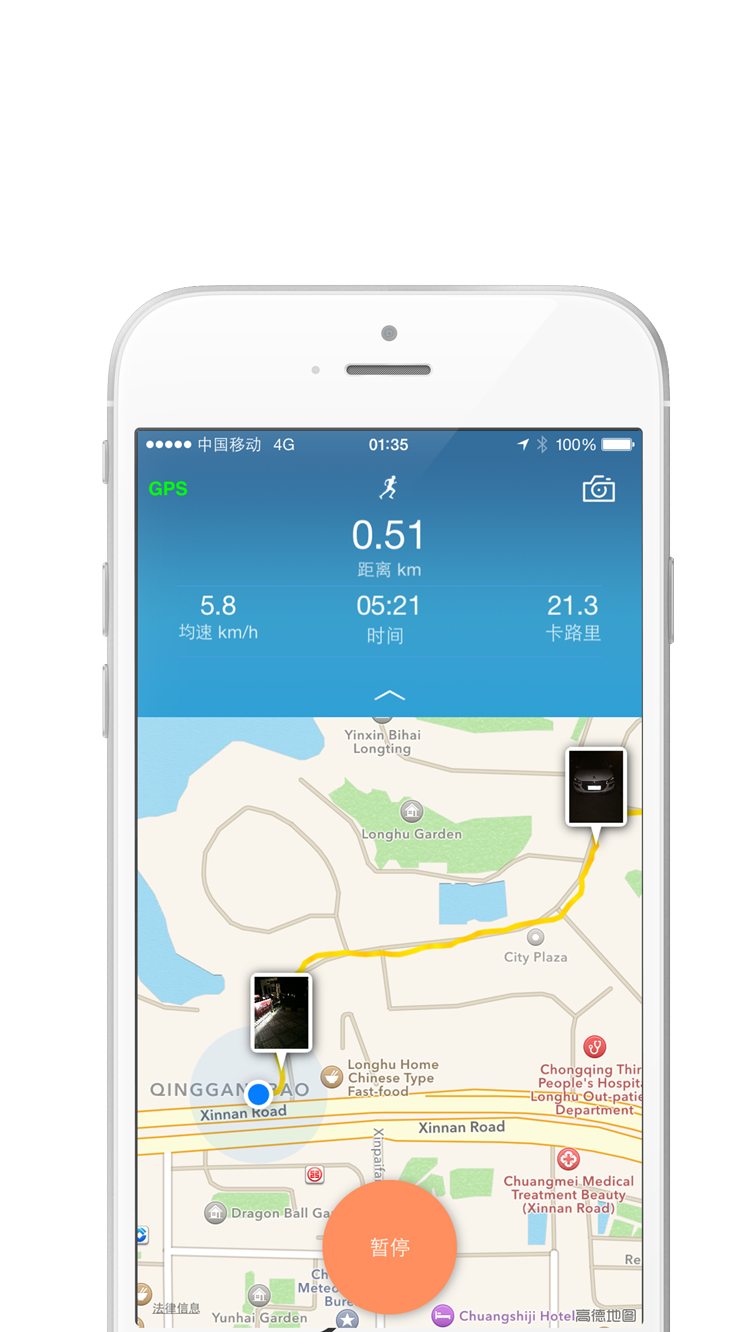 中国移动 4G 01:35 100%
GPS
0.51
距离 km
5.8 05:21 21.3
均速 km/h 时间 卡路里
Yinxin Bihai
Longting
Longhu Garden
City Plaza
Longhu Home
Chinese Type
Fast-food
Chongqing Thir
People's Hospita
Longhu Out-patie
Department
QINGGAN
AO
Xinnan Road
Xinnan Road
Xinpaifa
Chuangmei Medical
Treatment Beauty
(Xinnan Road)
Dragon Ball Ga
暂停
Re
Ch
Meteo
Bure
法律信息
Yunhai Garden
Chuangshiji Hotel
高德地图